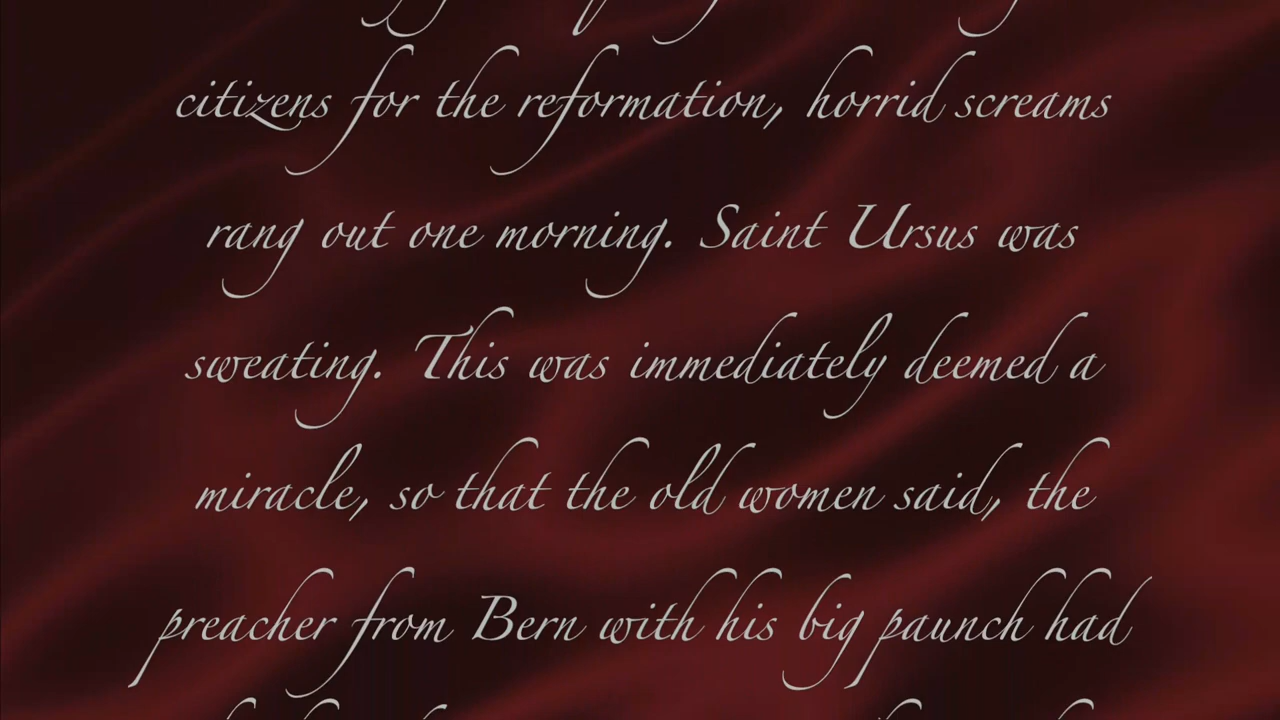 citizens for the reformation, horrid screams
rang out one morning. Saint Ursus was
sweating. This was immediately deemed a
miracle, so that the old women said, the
preacher from Bern with his big paunch had